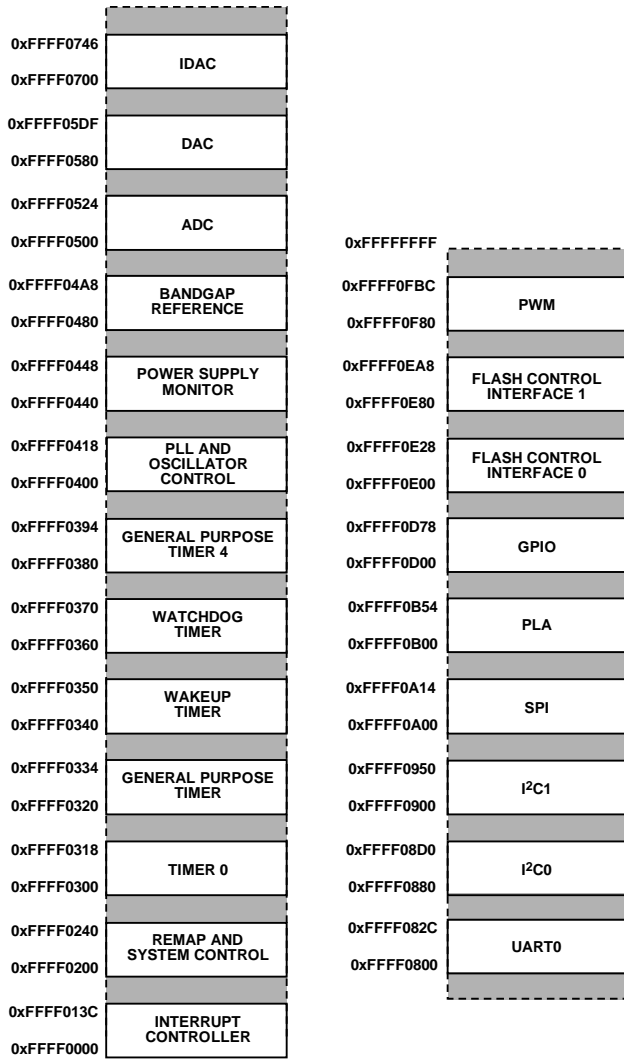 0xFFFF0746
IDAC
0xFFFF0700
0xFFFF05DF
DAC
0xFFFF0580
0xFFFF0524
ADC
0xFFFF0500
0xFFFF04A8
BANDGAP
REFERENCE
0xFFFF0480
0xFFFF0448
POWER SUPPLY
MONITOR
0xFFFF0440
0xFFFF0418
PLL AND
OSCILLATOR
CONTROL
0xFFFF0400
0xFFFF0394
GENERAL PURPOSE
TIMER 4
0xFFFF0380
0xFFFF0370
WATCHDOG
TIMER
0xFFFF0360
0xFFFF0350
WAKEUP
TIMER
0xFFFF0340
0xFFFF0334
GENERAL PURPOSE
TIMER
0xFFFF0320
0xFFFF0318
TIMER 0
0xFFFF0300
0xFFFF0240
REMAP AND
SYSTEM CONTROL
0xFFFF0200
0xFFFF013C
INTERRUPT
CONTROLLER
0xFFFF0000
0xFFFFFFFF
0xFFFF0FBC
PWM
0xFFFF0F80
0xFFFF0EA8
FLASH CONTROL
INTERFACE 1
0xFFFF0E80
0xFFFF0E28
FLASH CONTROL
INTERFACE 0
0xFFFF0E00
0xFFFF0D78
GPIO
0xFFFF0D00
0xFFFF0B54
PLA
0xFFFF0B00
0xFFFF0A14
SPI
0xFFFF0A00
0xFFFF0950
I²C1
0xFFFF0900
0xFFFF08D0
I²C0
0xFFFF0880
0xFFFF082C
UART0
0xFFFF0800